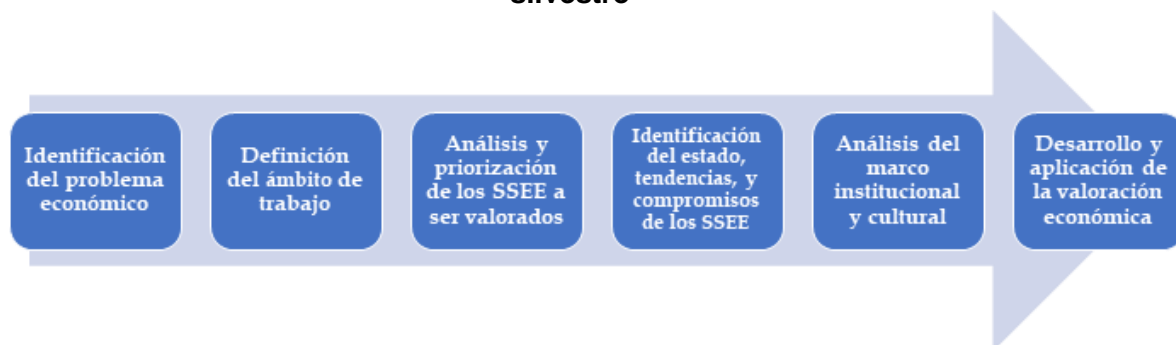 silvestre
Identificación
del problema
económico
Definición
del ámbito de
trabajo
Análisis y
priorización
de los SSEE a
ser valorados
Identificación
del estado,
tendencias, y
compromisos
de los SSEE
Análisis del
marco
institucional
y cultural
Desarrollo y
aplicación de
la valoración
económica